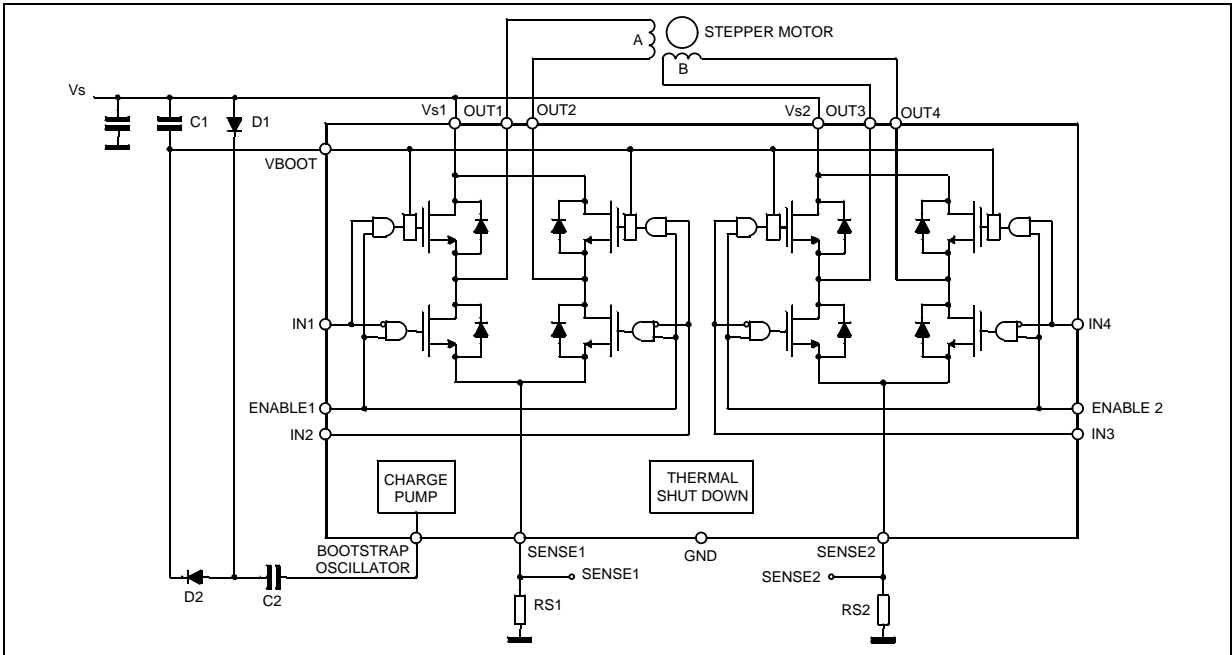 STEPPER MOTOR
A
B
Vs
C1
D1
Vs1
OUT1
OUT2
Vs2
OUT3
OUT4
VBOOT
IN1
IN4
ENABLE1
ENABLE 2
IN2
IN3
CHARGE
PUMP
THERMAL
SHUT DOWN
BOOTSTRAP
OSCILLATOR
SENSE1
GND
SENSE2
D2
C2
SENSE1
SENSE2
RS1
RS2